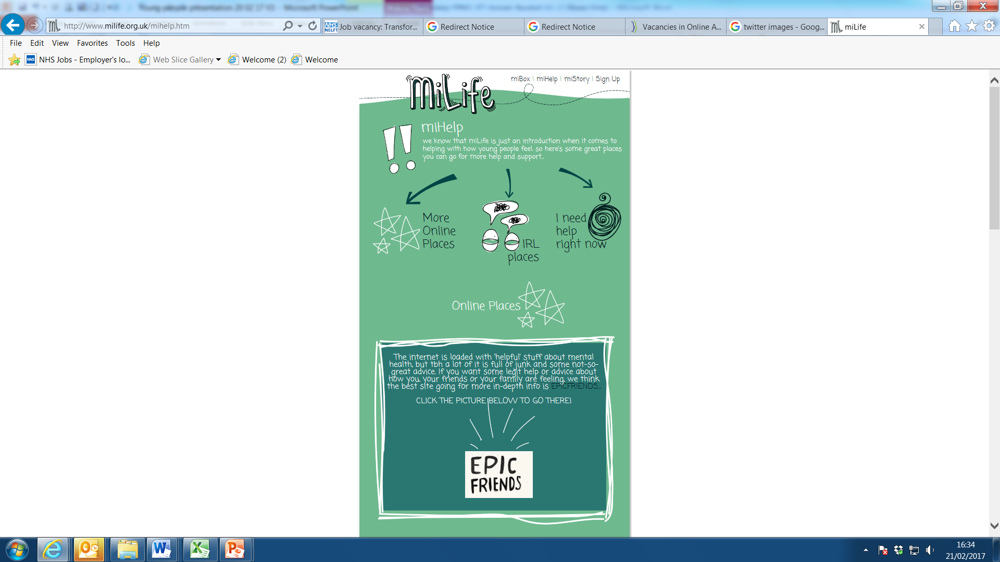 Young people presentation 20 02 17 V1 - Microsoft PowerPoint
http://www.milife.org.uk/mihelp.htm
NHS NELFT Job vacancy: Transfor...
Redirect Notice
Redirect Notice
Vacancies in Online A...
twitter images - Goog...
miLife
File Edit View Favorites Tools Help
NHS NHS Jobs - Employer's lo...
Web Slice Gallery
Welcome (2)
Welcome
miLife
miBox | miHelp | miStory | Sign Up
miHelp
we know that miLife is just an introduction when it comes to
helping with how young people feel. so here's some great places
you can go for more help and support...
More
Online
Places
IRL
places
I need
help
right now
Online Places
The internet is loaded with 'helpful' stuff about mental
health, but tbh a lot of it is full of junk and some not-so-
great advice. If you want some legit help or advice about
how you, your friends or your family are feeling, we think
the best site going for more in-depth info is EPICFRIENDS...
CLICK THE PICTURE BELOW TO GO THERE!
EPIC
FRIENDS
16:34
21/02/2017